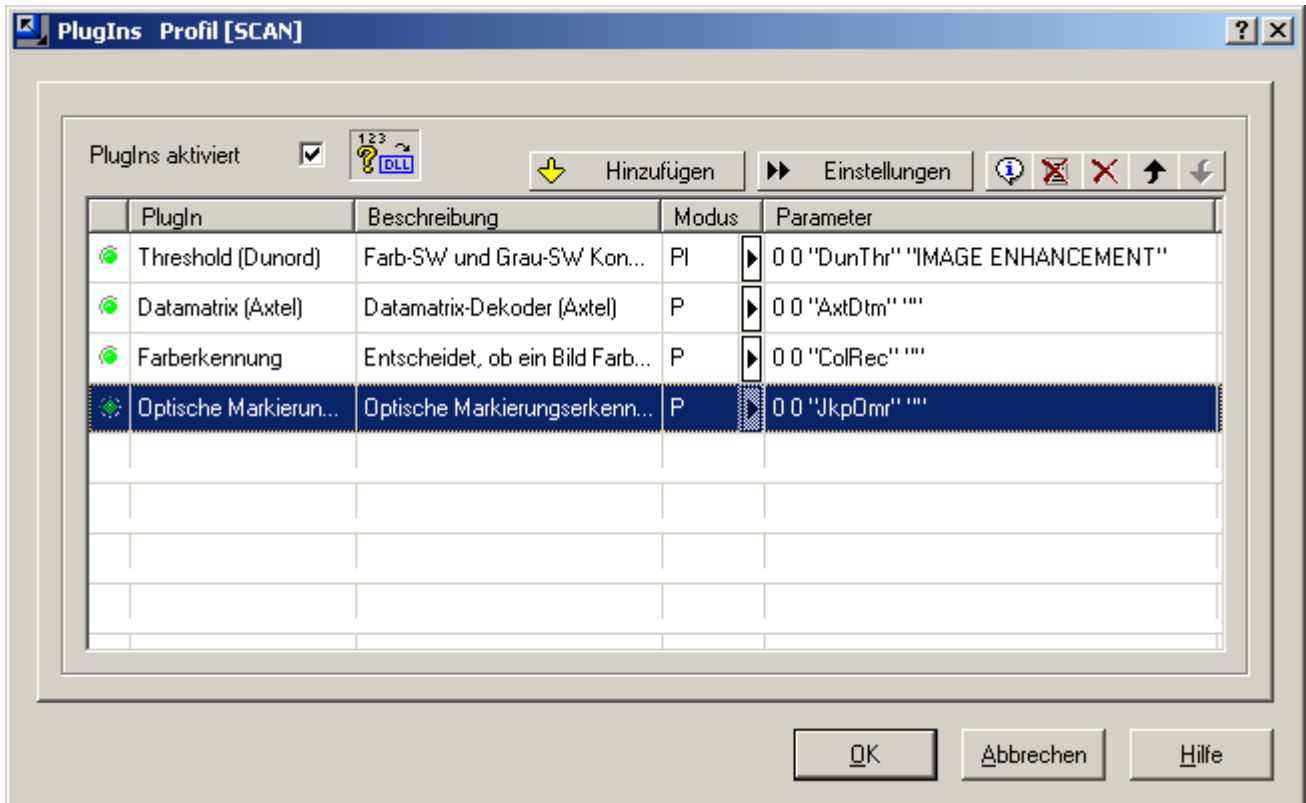 PlugIns Profil [SCAN]
PlugIns aktiviert
123
DLL
Hinzufügen
Einstellungen
PlugIn Beschreibung Modus Parameter
Threshold (Dunord) Farb-SW und Grau-SW Kon... PI 0 0 "DunThr" "IMAGE ENHANCEMENT"
Datamatrix (Axtel) Datamatrix-Dekoder (Axtel) P 0 0 "AxtDtm" ""
Farberkennung Entscheidet, ob ein Bild Farb... P 0 0 "ColRec" ""
Optische Markierun... Optische Markierungserkenn... P 0 0 "JkpOmr" ""
OK Abbrechen Hilfe